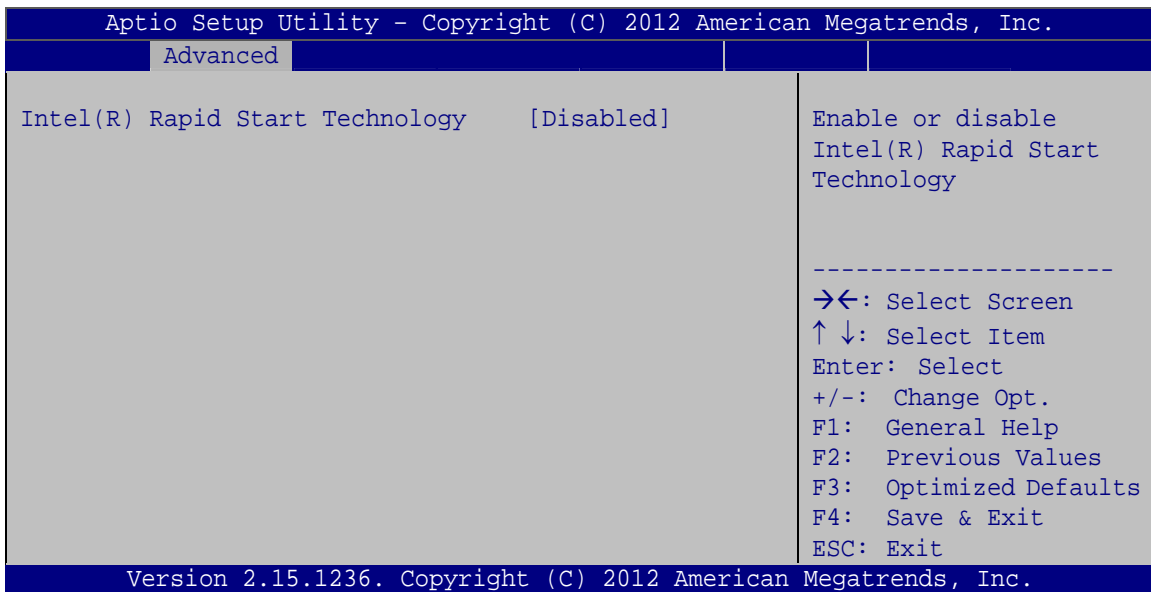 Aptio Setup Utility – Copyright (C) 2012 American Megatrends, Inc.
Advanced
Intel(R) Rapid Start Technology [Disabled]
Enable or disable
Intel(R) Rapid Start
Technology
---------------------
→←: Select Screen
↑ ↓: Select Item
Enter: Select
+/-: Change Opt.
F1: General Help
F2: Previous Values
F3: Optimized Defaults
F4: Save & Exit
ESC: Exit
Version 2.15.1236. Copyright (C) 2012 American Megatrends, Inc.